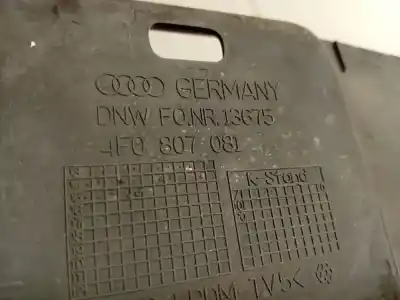 GERMANY
DNW FO.NR.13675
4F0 807 081
K-Stand